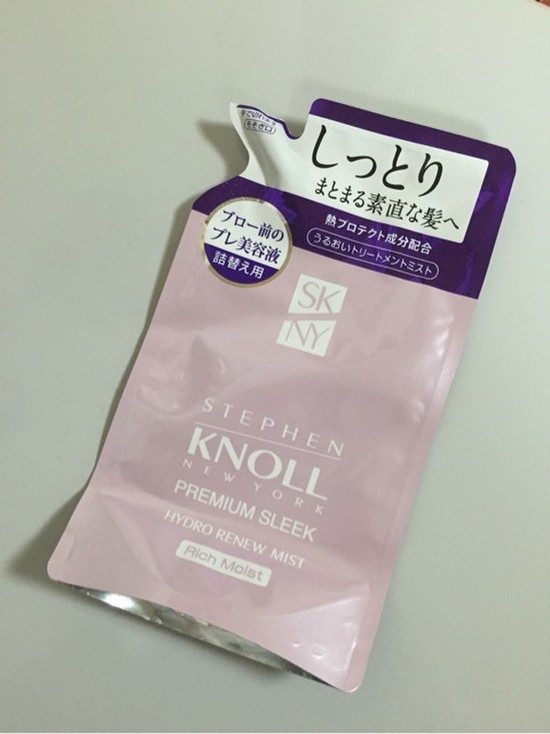 しっとり
まとまる素直な髪へ
熱プロテクト成分配合
うるおいトリートメントミスト
ブロー前の
プレ美容液
詰替え用
SK
NY
STEPHEN
KNOLL
NEW YORK
PREMIUM SLEEK
HYDRO RENEW MIST
Rich Moist